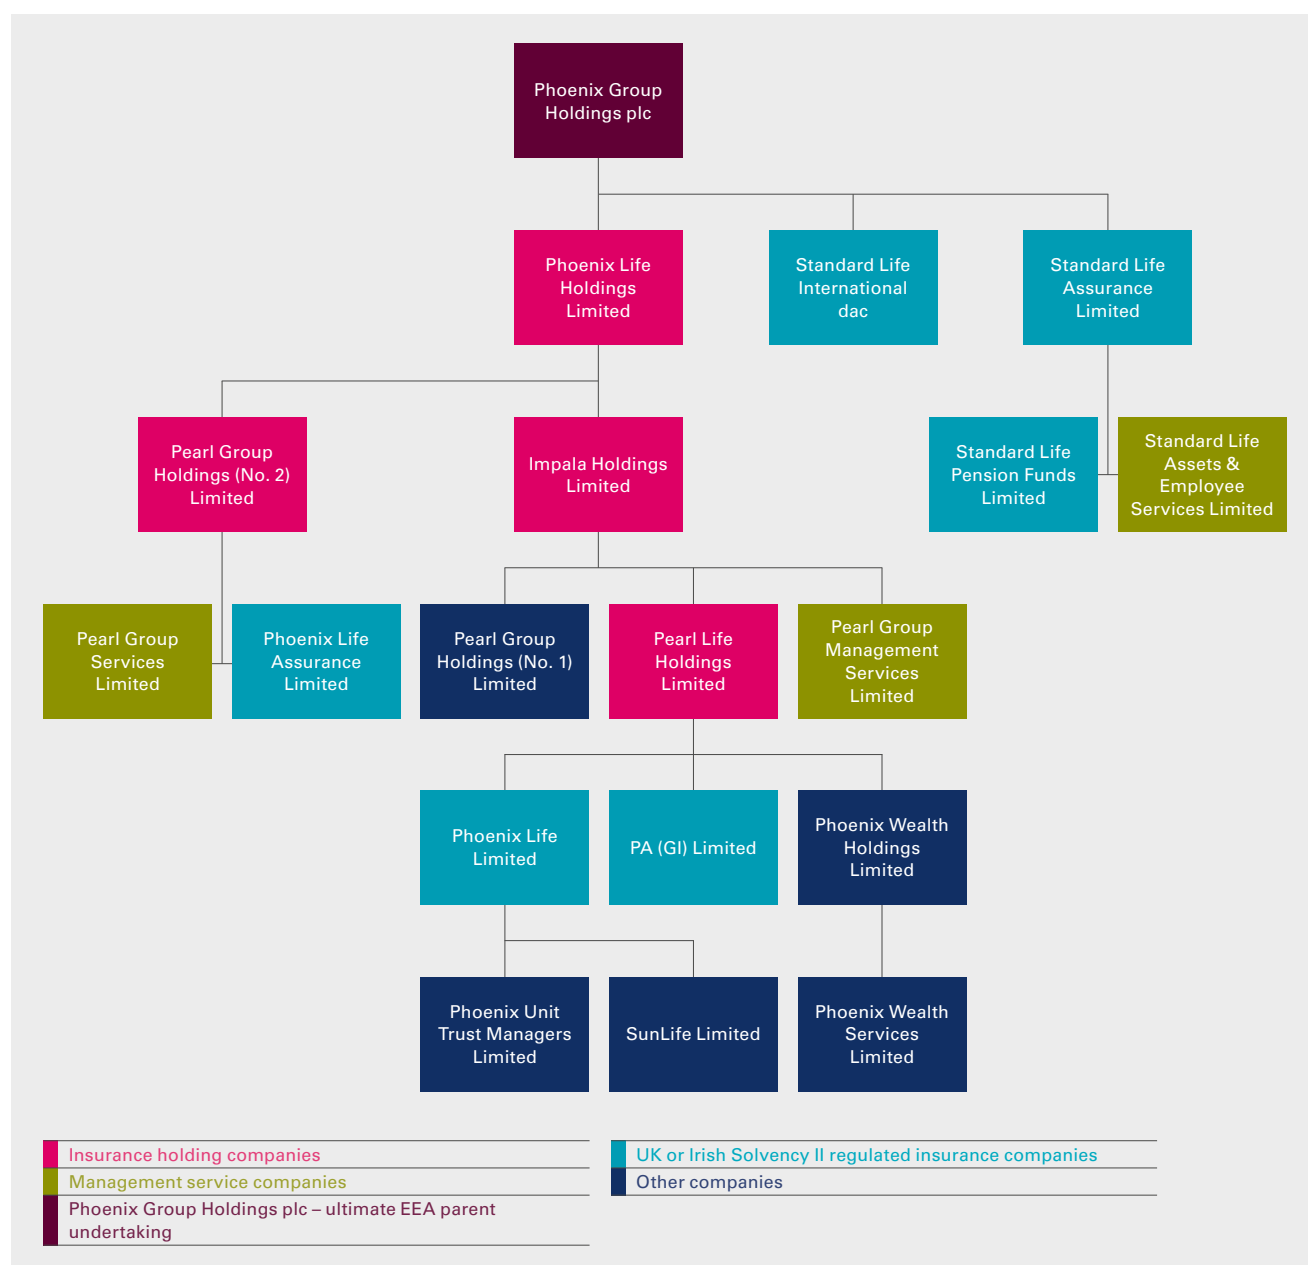 Phoenix Group
Holdings plc
Phoenix Life
Holdings
Limited
Standard Life
International
dac
Standard Life
Assurance
Limited
Pearl Group
Holdings (No. 2)
Limited
Impala Holdings
Limited
Standard Life
Pension Funds
Limited
Standard Life
Assets &
Employee
Services Limited
Pearl Group
Services
Limited
Phoenix Life
Assurance
Limited
Pearl Group
Holdings (No. 1)
Limited
Pearl Life
Holdings
Limited
Pearl Group
Management
Services
Limited
Phoenix Life
Limited
PA (GI) Limited
Phoenix Wealth
Holdings
Limited
Phoenix Unit
Trust Managers
Limited
SunLife Limited
Phoenix Wealth
Services
Limited
Insurance holding companies
Management service companies
Phoenix Group Holdings plc – ultimate EEA parent
undertaking
UK or Irish Solvency II regulated insurance companies
Other companies